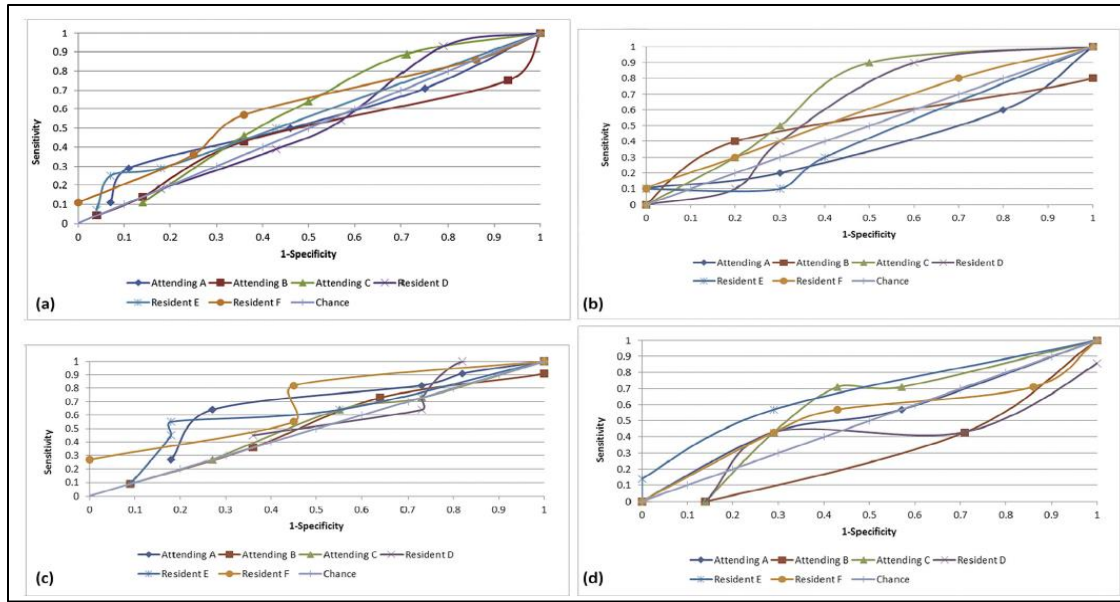 1
0.9
0.8
0.7
0.6
0.5
0.4
0.3
0.2
0.1
0
Sensitivity
0 0.1 0.2 0.3 0.4 0.5 0.6 0.7 0.8 0.9 1
1-Specificity
Attending A Attending B Attending C Resident D
Resident E Resident F Chance
(a)
1
0.9
0.8
0.7
0.6
0.5
0.4
0.3
0.2
0.1
0
Sensitivity
0 0.1 0.2 0.3 0.4 0.5 0.6 0.7 0.8 0.9 1
1-Specificity
Attending A Attending B Attending C Resident D
Resident E Resident F Chance
(b)
1
0.9
0.8
0.7
0.6
0.5
0.4
0.3
0.2
0.1
0
Sensitivity
0 0.1 0.2 0.3 0.4 0.5 0.6 0.7 0.8 0.9 1
1-Specificity
Attending A Attending B Attending C Resident D
Resident E Resident F Chance
(c)
1
0.9
0.8
0.7
0.6
0.5
0.4
0.3
0.2
0.1
0
Sensitivity
0 0.1 0.2 0.3 0.4 0.5 0.6 0.7 0.8 0.9 1
1-Specificity
Attending A Attending B Attending C Resident D
Resident E Resident F Chance
(d)